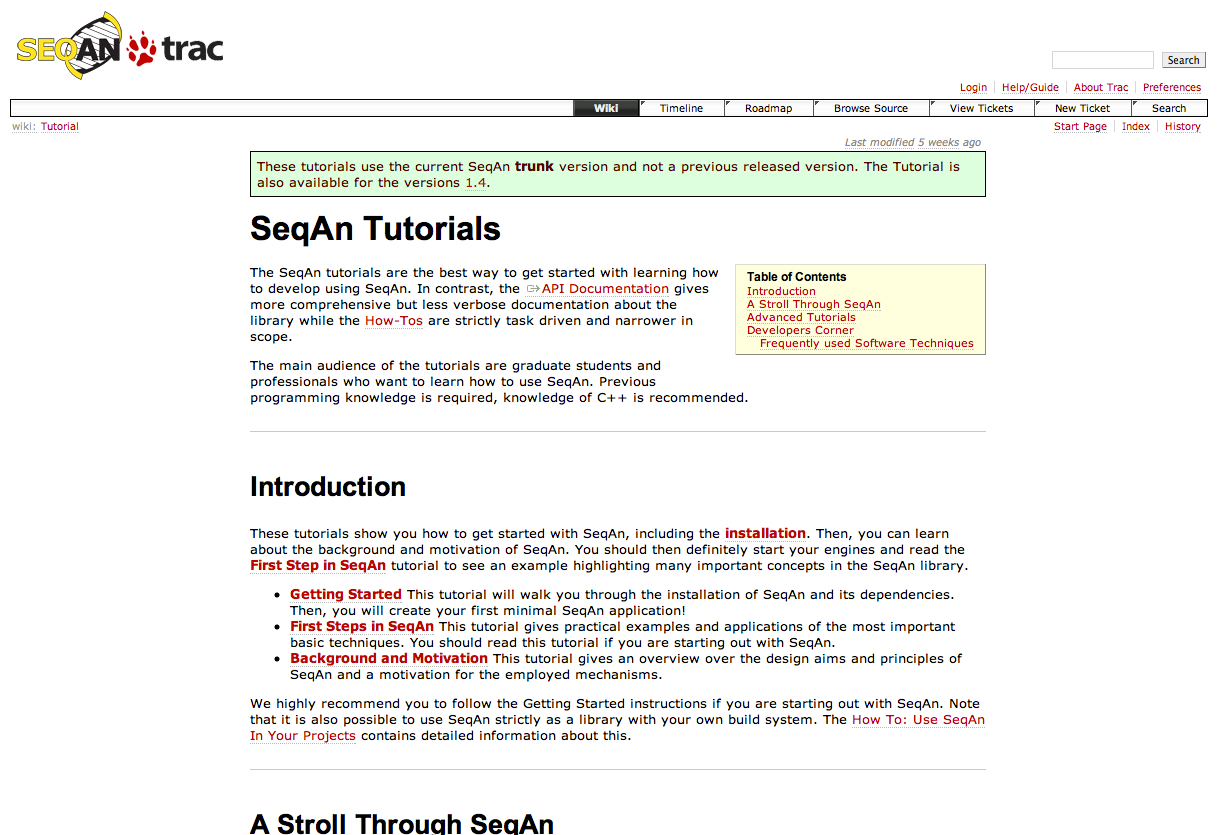 SEQAN trac
Search
Login Help/Guide About Trac Preferences
Wiki Timeline Roadmap Browse Source View Tickets New Ticket Search
wiki: Tutorial
Start Page Index History
Last modified 5 weeks ago
These tutorials use the current SeqAn trunk version and not a previous released version. The Tutorial is
also available for the versions 1.4.
SeqAn Tutorials
The SeqAn tutorials are the best way to get started with learning how
to develop using SeqAn. In contrast, the API Documentation gives
more comprehensive but less verbose documentation about the
library while the How-Tos are strictly task driven and narrower in
scope.
Table of Contents
Introduction
A Stroll Through SeqAn
Advanced Tutorials
Developers Corner
Frequently used Software Techniques
The main audience of the tutorials are graduate students and
professionals who want to learn how to use SeqAn. Previous
programming knowledge is required, knowledge of C++ is recommended.
Introduction
These tutorials show you how to get started with SeqAn, including the installation. Then, you can learn
about the background and motivation of SeqAn. You should then definitely start your engines and read the
First Step in SeqAn tutorial to see an example highlighting many important concepts in the SeqAn library.
• Getting Started This tutorial will walk you through the installation of SeqAn and its dependencies.
Then, you will create your first minimal SeqAn application!
• First Steps in SeqAn This tutorial gives practical examples and applications of the most important
basic techniques. You should read this tutorial if you are starting out with SeqAn.
• Background and Motivation This tutorial gives an overview over the design aims and principles of
SeqAn and a motivation for the employed mechanisms.
We highly recommend you to follow the Getting Started instructions if you are starting out with SeqAn. Note
that it is also possible to use SeqAn strictly as a library with your own build system. The How To: Use SeqAn
In Your Projects contains detailed information about this.
A Stroll Through SeqAn